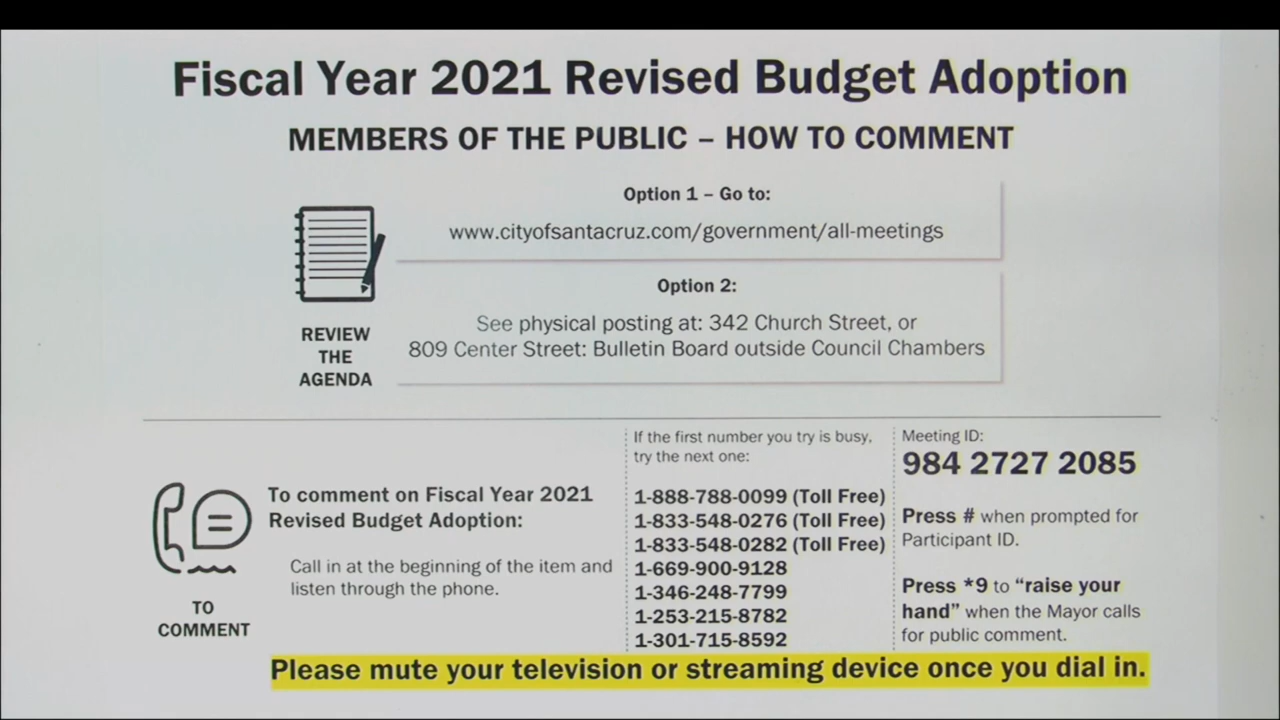 Fiscal Year 2021 Revised Budget Adoption
MEMBERS OF THE PUBLIC – HOW TO COMMENT
REVIEW
THE
AGENDA
Option 1 – Go to:
www.cityofsantacruz.com/government/all-meetings
Option 2:
See physical posting at: 342 Church Street, or
809 Center Street: Bulletin Board outside Council Chambers
TO
COMMENT
To comment on Fiscal Year 2021
Revised Budget Adoption:
Call in at the beginning of the item and
listen through the phone.
If the first number you try is busy,
try the next one:
1-888-788-0099 (Toll Free)
1-833-548-0276 (Toll Free)
1-833-548-0282 (Toll Free)
1-669-900-9128
1-346-248-7799
1-253-215-8782
1-301-715-8592
Meeting ID:
984 2727 2085
Press # when prompted for
Participant ID.
Press *9 to “raise your
hand” when the Mayor calls
for public comment.
Please mute your television or streaming device once you dial in.